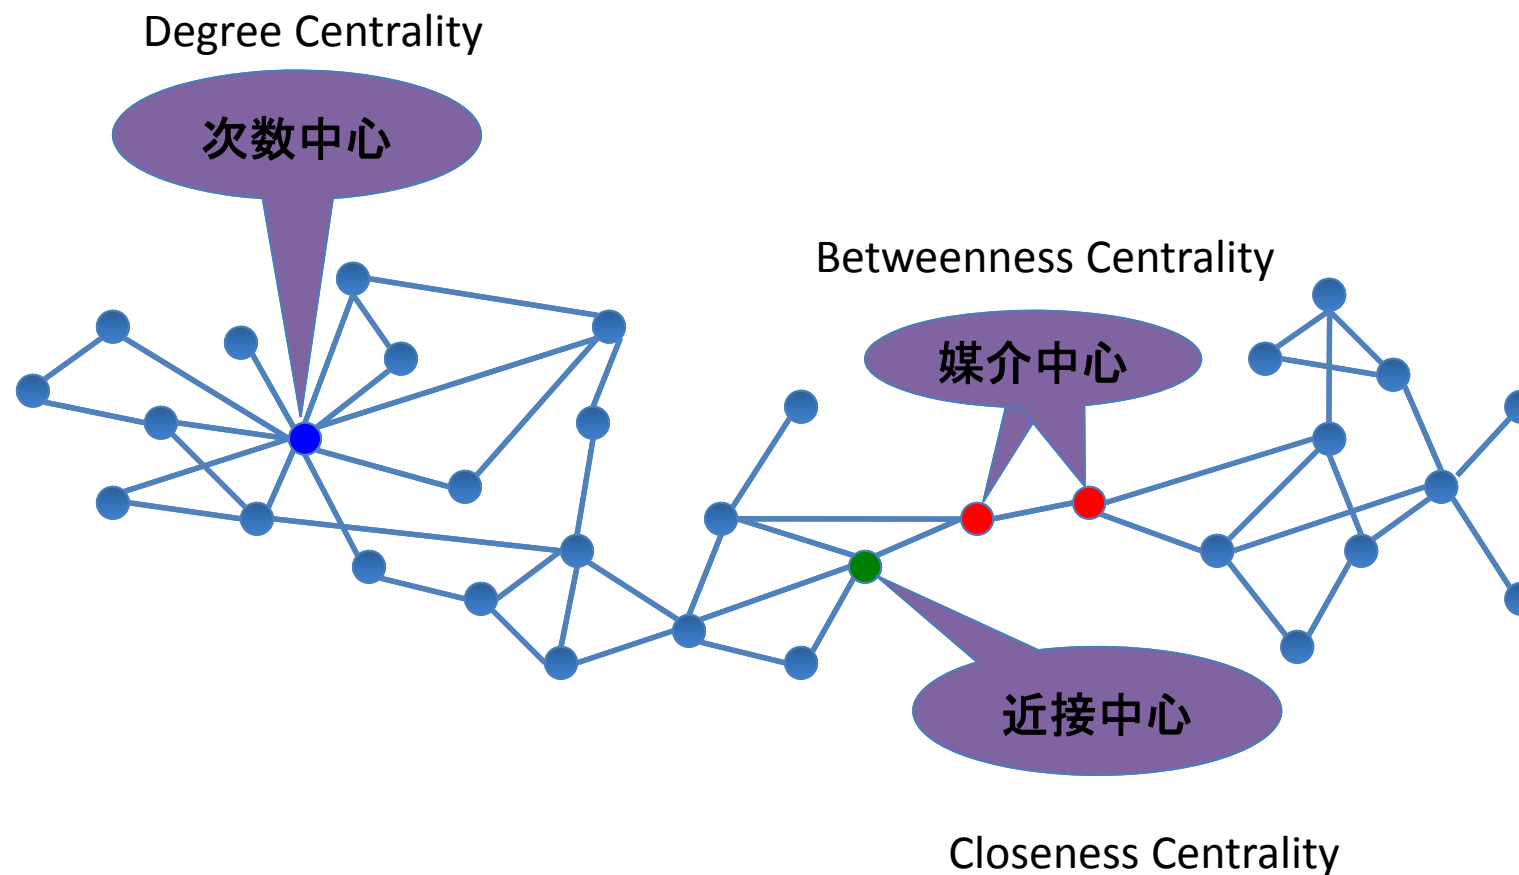 Degree Centrality
次数中心
Betweenness Centrality
媒介中心
近接中心
Closeness Centrality